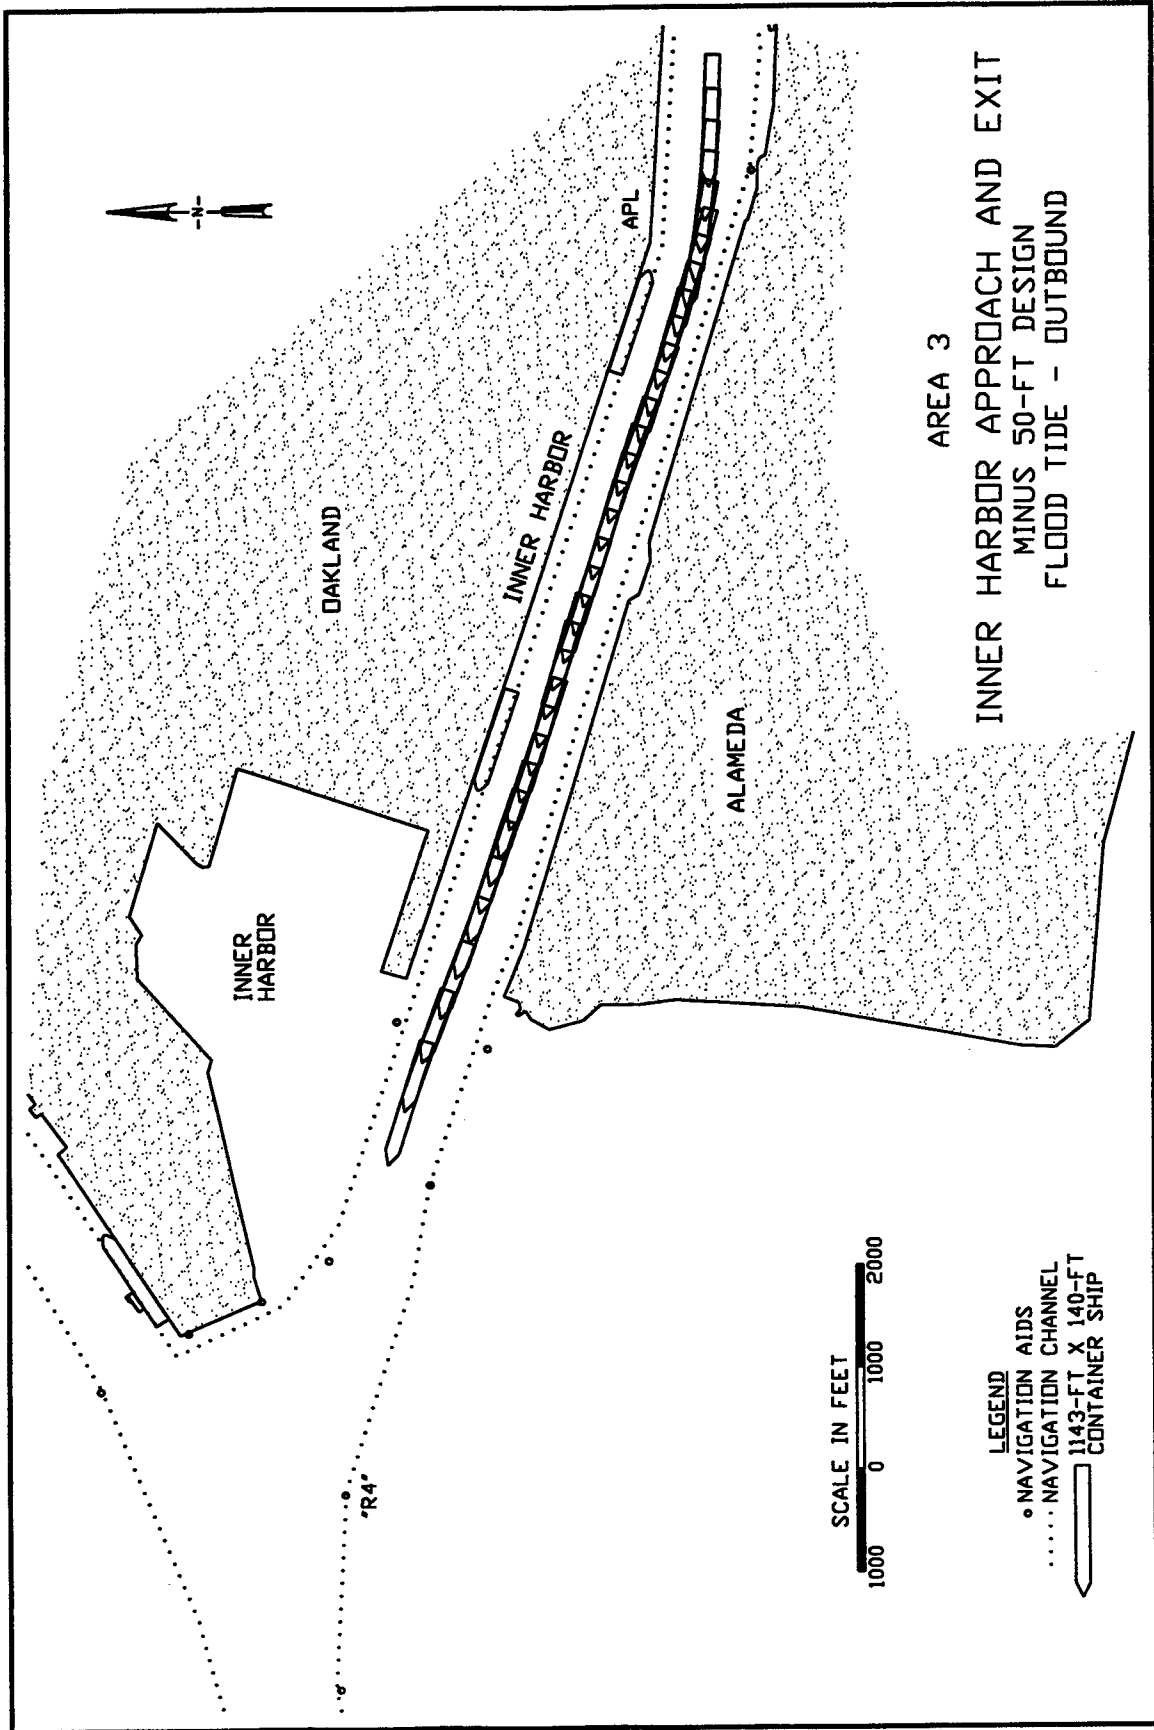 -N-
APL
OAKLAND
INNER HARBOR
INNER
HARBOR
ALAMEDA
"R4"
AREA 3
INNER HARBOR APPROACH AND EXIT
MINUS 50-FT DESIGN
FLOOD TIDE - OUTBOUND
SCALE IN FEET
1000 0 1000 2000
LEGEND
NAVIGATION AIDS
NAVIGATION CHANNEL
1143-FT X 140-FT
CONTAINER SHIP